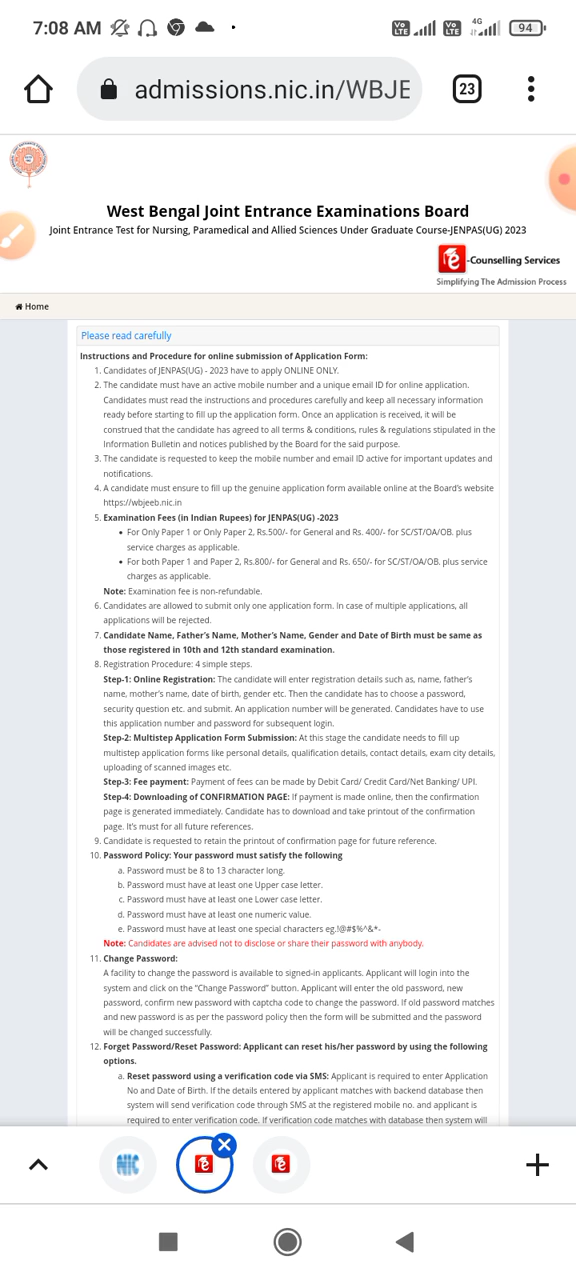 7:08 AM
Vo LTE
Vo LTE
4G
94
admissions.nic.in/WBJE
23
West Bengal Joint Entrance Examinations Board
Joint Entrance Test for Nursing, Paramedical and Allied Sciences Under Graduate Course-JENPAS(UG) 2023
e-Counselling Services
Simplifying The Admission Process
Home
Please read carefully
Instructions and Procedure for online submission of Application Form:
1. Candidates of JENPAS(UG) - 2023 have to apply ONLINE ONLY.
2. The candidate must have an active mobile number and a unique email ID for online application.
Candidates must read the instructions and procedures carefully and keep all necessary information
ready before starting to fill up the application form. Once an application is received, it will be
construed that the candidate has agreed to all terms & conditions, rules & regulations stipulated in the
Information Bulletin and notices published by the Board for the said purpose.
3. The candidate is requested to keep the mobile number and email ID active for important updates and
notifications.
4. A candidate must ensure to fill up the genuine application form available online at the Board's website
https://wbjeeb.nic.in
5. Examination Fees (in Indian Rupees) for JENPAS(UG) -2023
• For Only Paper 1 or Only Paper 2, Rs.500/- for General and Rs. 400/- for SC/ST/OA/OB. plus
service charges as applicable.
• For both Paper 1 and Paper 2, Rs.800/- for General and Rs. 650/- for SC/ST/OA/OB, plus service
charges as applicable.
Note: Examination fee is non-refundable.
6. Candidates are allowed to submit only one application form. In case of multiple applications, all
applications will be rejected.
7. Candidate Name, Father's Name, Mother's Name, Gender and Date of Birth must be same as
those registered in 10th and 12th standard examination.
8. Registration Procedure: 4 simple steps.
Step-1: Online Registration: The candidate will enter registration details such as, name, father's
name, mother's name, date of birth, gender etc. Then the candidate has to choose a password,
security question etc. and submit. An application number will be generated. Candidates have to use
this application number and password for subsequent login.
Step-2: Multistep Application Form Submission: At this stage the candidate needs to fill up
multistep application forms like personal details, qualification details, contact details, exam city details,
uploading of scanned images etc.
Step-3: Fee payment: Payment of fees can be made by Debit Card/ Credit Card/Net Banking/ UPI.
Step-4: Downloading of CONFIRMATION PAGE: If payment is made online, then the confirmation
page is generated immediately. Candidate has to download and take printout of the confirmation
page. It's must for all future references.
9. Candidate is requested to retain the printout of confirmation page for future reference.
10. Password Policy: Your password must satisfy the following
a. Password must be 8 to 13 character long.
b. Password must have at least one Upper case letter.
c. Password must have at least one Lower case letter.
d. Password must have at least one numeric value.
e. Password must have at least one special characters eg.!@#$%^&*-
Note: Candidates are advised not to disclose or share their password with anybody.
11. Change Password:
A facility to change the password is available to signed-in applicants. Applicant will login into the
system and click on the "Change Password" button. Applicant will enter the old password, new
password, confirm new password with captcha code to change the password. If old password matches
and new password is as per the password policy then the form will be submitted and the password
will be changed successfully.
12. Forget Password/Reset Password: Applicant can reset his/her password by using the following
options.
a. Reset password using a verification code via SMS: Applicant is required to enter Application
No and Date of Birth. If the details entered by applicant matches with backend database then
system will send verification code through SMS at the registered mobile no. and applicant is
required to enter verification code. If verification code matches with database then system will
NIC
e
e